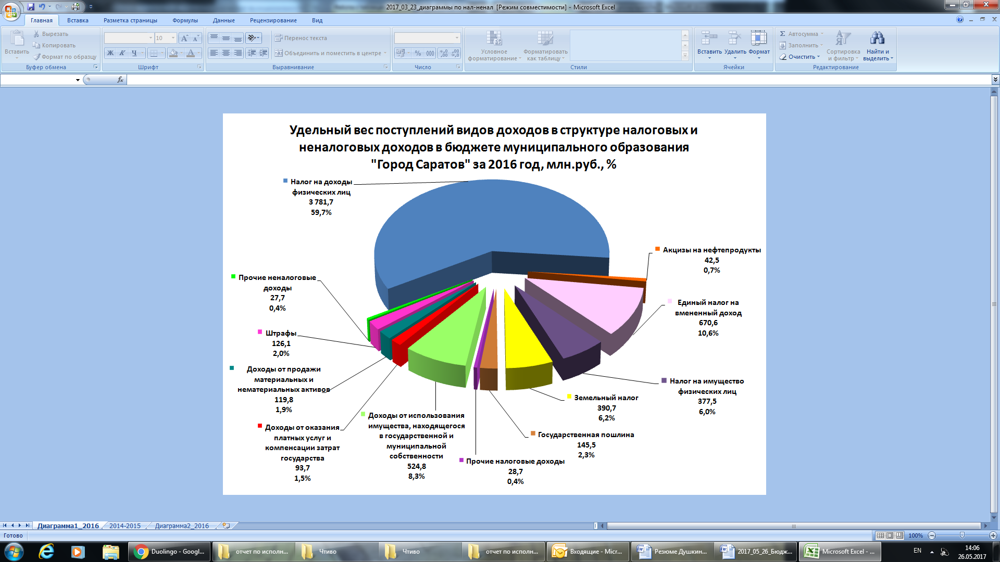 2017_03_23_диаграммы по нал-ненал  [Режим совместимости] - Microsoft Excel
Главная
Вставка
Разметка страницы
Формулы
Данные
Рецензирование
Вид
Вставить
Вырезать
Копировать
Формат по образцу
Буфер обмена
10
Ж К Ч
Шрифт
Перенос текста
Объединить и поместить в центре
Выравнивание
% 000
Число
Условное
форматирование
Форматировать
как таблицу
Стили
Вставить Удалить Формат
Ячейки
Σ Автосумма
Заполнить
Очистить
Сортировка
и фильтр
Найти и
выделить
Редактирование
fx
Удельный вес поступлений видов доходов в структуре налоговых и
неналоговых доходов в бюджете муниципального образования
"Город Саратов" за 2016 год, млн.руб., %
Налог на доходы
физических лиц
3 781,7
59,7%
Акцизы на нефтепродукты
42,5
0,7%
Единый налог на
вмененный доход
670,6
10,6%
Налог на имущество
физических лиц
377,5
6,0%
Земельный налог
390,7
6,2%
Государственная пошлина
145,5
2,3%
Прочие налоговые доходы
28,7
0,4%
Доходы от использования
имущества, находящегося
в государственной и
муниципальной
собственности
524,8
8,3%
Доходы от оказания
платных услуг и
компенсации затрат
государства
93,7
1,5%
Доходы от продажи
материальных и
нематериальных активов
119,8
1,9%
Штрафы
126,1
2,0%
Прочие неналоговые
доходы
27,7
0,4%
Диаграмма1_2016
2014-2015
Диаграмма2_2016
Готово
100%
Duolingo - Googl...
отчет по исполн...
Чтиво
Чтиво
отчет по исполн...
Входящие - Micr...
Резюме Душкин...
2017_05_26_Бюдж...
Microsoft Excel - ...
EN
14:06
26.05.2017